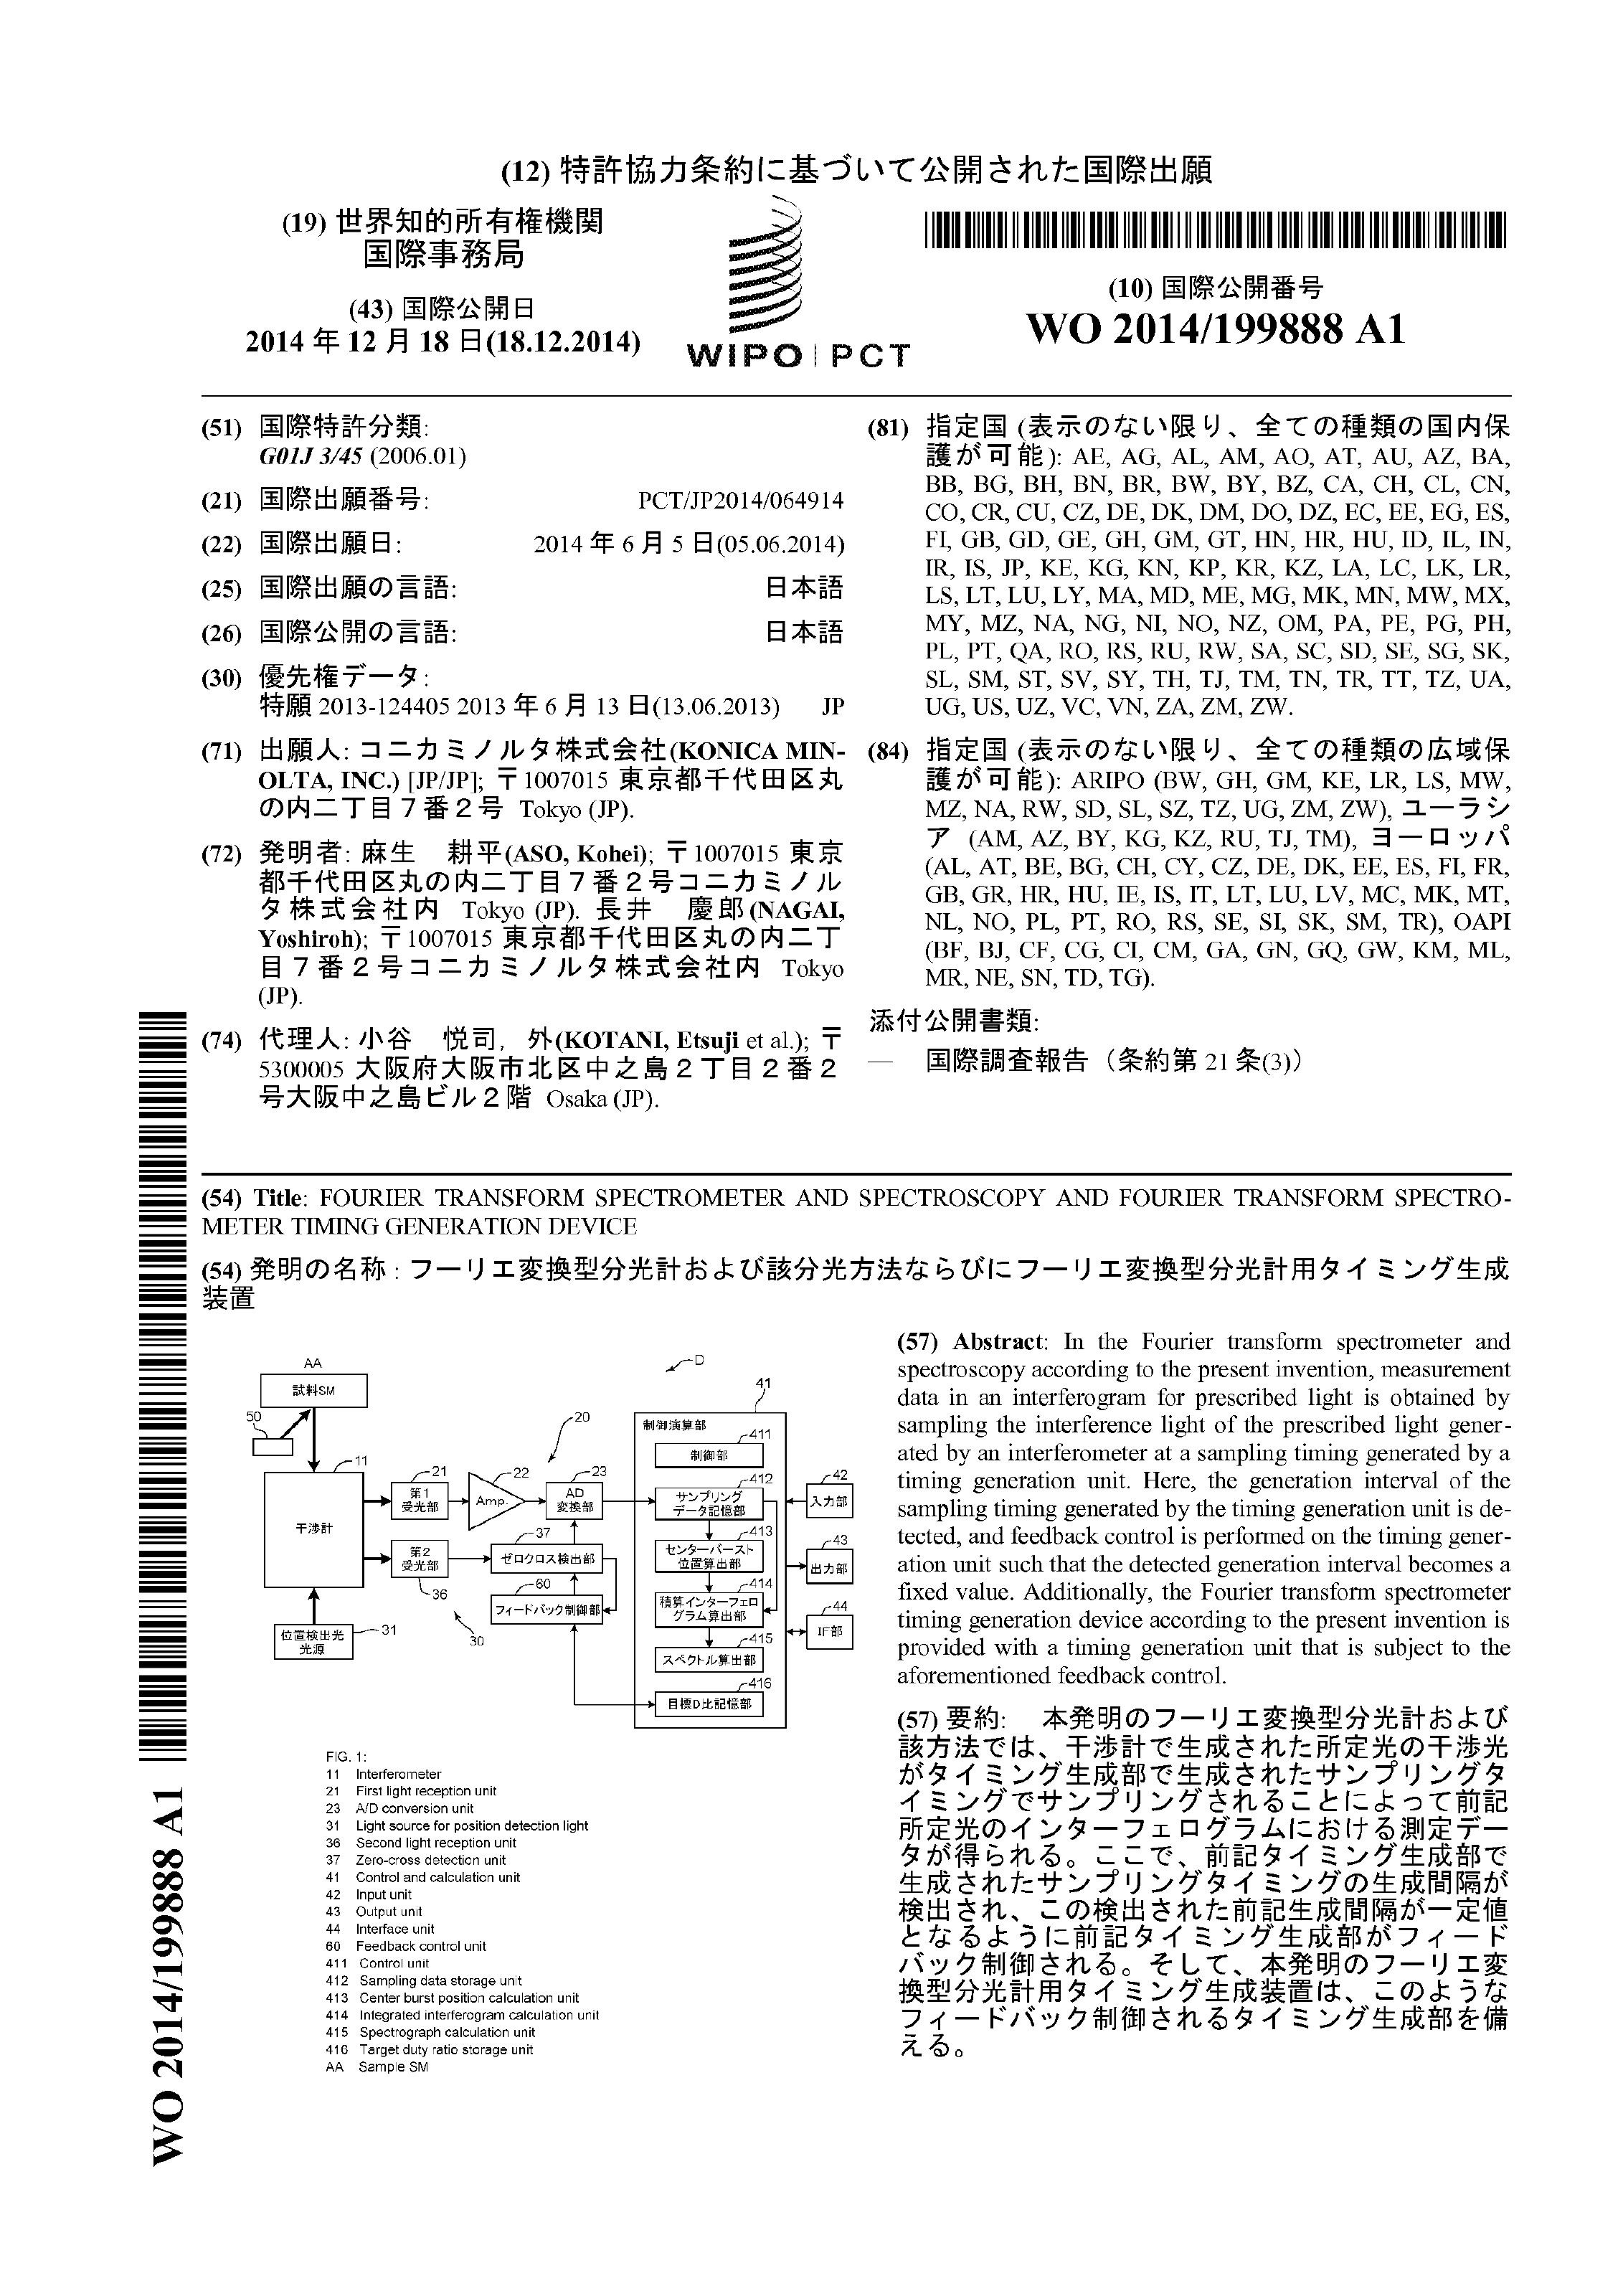 (12) 特許協力条約に基づいて公開された国際出願
(19) 世界知的所有権機関
国際事務局
(43) 国際公開日
2014 年 12 月 18 日(18.12.2014)
WIPO | PCT
(10) 国際公開番号
WO 2014/199888 A1
(51) 国際特許分類:
G01J 3/45 (2006.01)
(21) 国際出願番号: PCT/JP2014/064914
(22) 国際出願日: 2014 年 6 月 5 日(05.06.2014)
(25) 国際出願の言語: 日本語
(26) 国際公開の言語: 日本語
(30) 優先権データ:
特願 2013-124405 2013 年 6 月 13 日(13.06.2013) JP
(71) 出願人: コニカミノルタ株式会社(KONICA MIN-
OLTA, INC.) [JP/JP]; 〒1007015 東京都千代田区丸
の内二丁目7番2号 Tokyo (JP).
(72) 発明者: 麻生 耕平(ASO, Kohei); 〒1007015 東京
都千代田区丸の内二丁目7番2号コニカミノル
タ株式会社内 Tokyo (JP). 長井 慶郎(NAGAI,
Yoshiroh); 〒1007015 東京都千代田区丸の内二丁
目7番2号コニカミノルタ株式会社内 Tokyo
(JP).
(74) 代理人: 小谷 悦司, 外(KOTANI, Etsuji et al.); 〒
5300005 大阪府大阪市北区中之島2丁目2番2
号大阪中之島ビル2階 Osaka (JP).
(81) 指定国 (表示のない限り、全ての種類の国内保
護が可能): AE, AG, AL, AM, AO, AT, AU, AZ, BA,
BB, BG, BH, BN, BR, BW, BY, BZ, CA, CH, CL, CN,
CO, CR, CU, CZ, DE, DK, DM, DO, DZ, EC, EE, EG, ES,
FI, GB, GD, GE, GH, GM, GT, HN, HR, HU, ID, IL, IN,
IR, IS, JP, KE, KG, KN, KP, KR, KZ, LA, LC, LK, LR,
LS, LT, LU, LY, MA, MD, ME, MG, MK, MN, MW, MX,
MY, MZ, NA, NG, NI, NO, NZ, OM, PA, PE, PG, PH,
PL, PT, QA, RO, RS, RU, RW, SA, SC, SD, SE, SG, SK,
SL, SM, ST, SV, SY, TH, TJ, TM, TN, TR, TT, TZ, UA,
UG, US, UZ, VC, VN, ZA, ZM, ZW.
(84) 指定国 (表示のない限り、全ての種類の広域保
護が可能): ARIPO (BW, GH, GM, KE, LR, LS, MW,
MZ, NA, RW, SD, SL, SZ, TZ, UG, ZM, ZW), ユーラシ
ア (AM, AZ, BY, KG, KZ, RU, TJ, TM), ヨーロッパ
(AL, AT, BE, BG, CH, CY, CZ, DE, DK, EE, ES, FI, FR,
GB, GR, HR, HU, IE, IS, IT, LT, LU, LV, MC, MK, MT,
NL, NO, PL, PT, RO, RS, SE, SI, SK, SM, TR), OAPI
(BF, BJ, CF, CG, CI, CM, GA, GN, GQ, GW, KM, ML,
MR, NE, SN, TD, TG).
添付公開書類:
— 国際調査報告 (条約第 21 条(3))
(54) Title: FOURIER TRANSFORM SPECTROMETER AND SPECTROSCOPY AND FOURIER TRANSFORM SPECTRO-
METER TIMING GENERATION DEVICE
(54) 発明の名称 : フーリエ変換型分光計および該分光方法ならびにフーリエ変換型分光計用タイミング生成
装置
AA
試料SM
50
11
干渉計
位置検出光
光源
31
21
第1
受光部
第2
受光部
36
22
Amp.
20
23
AD
変換部
37
ゼロクロス検出部
60
フィードバック制御部
30
D
41
制御演算部
411
制御部
412
サンプリング
データ記憶部
413
センターバースト
位置算出部
414
積算インターフェロ
グラム算出部
415
スペクトル算出部
416
目標D比記憶部
42
入力部
43
出力部
44
IF部
FIG. 1:
11 Interferometer
21 First light reception unit
23 A/D conversion unit
31 Light source for position detection light
36 Second light reception unit
37 Zero-cross detection unit
41 Control and calculation unit
42 Input unit
43 Output unit
44 Interface unit
60 Feedback control unit
411 Control unit
412 Sampling data storage unit
413 Center burst position calculation unit
414 Integrated interferogram calculation unit
415 Spectrograph calculation unit
416 Target duty ratio storage unit
AA Sample SM
(57) Abstract: In the Fourier transform spectrometer and
spectroscopy according to the present invention, measurement
data in an interferogram for prescribed light is obtained by
sampling the interference light of the prescribed light gener-
ated by an interferometer at a sampling timing generated by a
timing generation unit. Here, the generation interval of the
sampling timing generated by the timing generation unit is de-
tected, and feedback control is performed on the timing gener-
ation unit such that the detected generation interval becomes a
fixed value. Additionally, the Fourier transform spectrometer
timing generation device according to the present invention is
provided with a timing generation unit that is subject to the
aforementioned feedback control.
(57) 要約: 本発明のフーリエ変換型分光計および
該方法では、干渉計で生成された所定光の干渉光
がタイミング生成部で生成されたサンプリングタ
イミングでサンプリングされることによって前記
所定光のインターフェログラムにおける測定デー
タが得られる。ここで、前記タイミング生成部で
生成されたサンプリングタイミングの生成間隔が
検出され、この検出された前記生成間隔が一定値
となるように前記タイミング生成部がフィード
バック制御される。そして、本発明のフーリエ変
換型分光計用タイミング生成装置は、このような
フィードバック制御されるタイミング生成部を備
える。
WO 2014/199888 A1